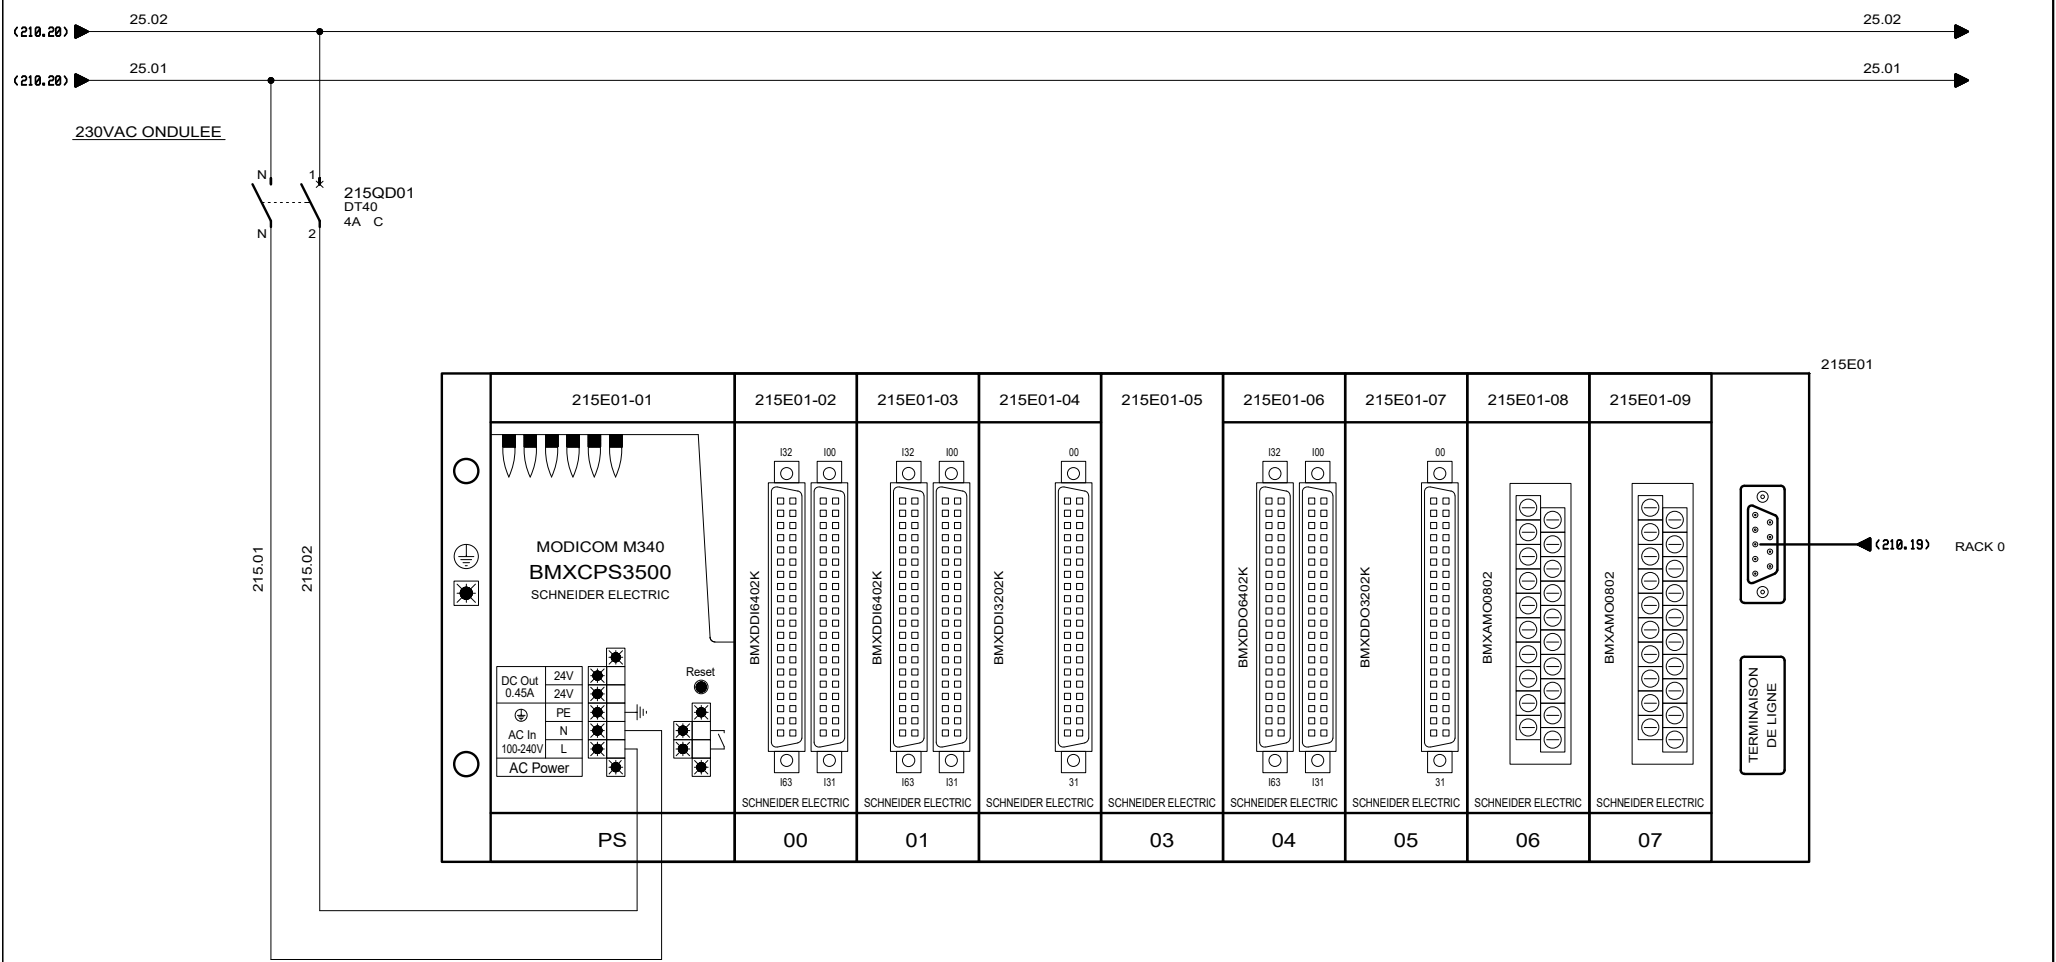 25.02 25.02
(210.20)
25.01 25.01
(210.20)
230VAC ONDULEE
N 1
215QD01
DT40
4A C
N 2
215.01
215.02
215E01
215E01-01 215E01-02 215E01-03 215E01-04 215E01-05 215E01-06 215E01-07 215E01-08 215E01-09
I32 I00 I32 I00 00 I32 I00 00
MODICOM M340
BMXCPS3500
SCHNEIDER ELECTRIC
BMXDDI6402K
BMXDDI6402K
BMXDDI3202K
BMXDDO6402K
BMXDDO3202K
BMXAMO0802
BMXAMO0802
(210.19) RACK 0
TERMINAISON
DE LIGNE
Reset
DC Out 24V
0.45A 24V
PE
AC In N
100-240V L
AC Power
I63 I31 I63 I31 31 I63 I31 31
SCHNEIDER ELECTRIC SCHNEIDER ELECTRIC SCHNEIDER ELECTRIC SCHNEIDER ELECTRIC SCHNEIDER ELECTRIC SCHNEIDER ELECTRIC SCHNEIDER ELECTRIC SCHNEIDER ELECTRIC
PS 00 01 03 04 05 06 07